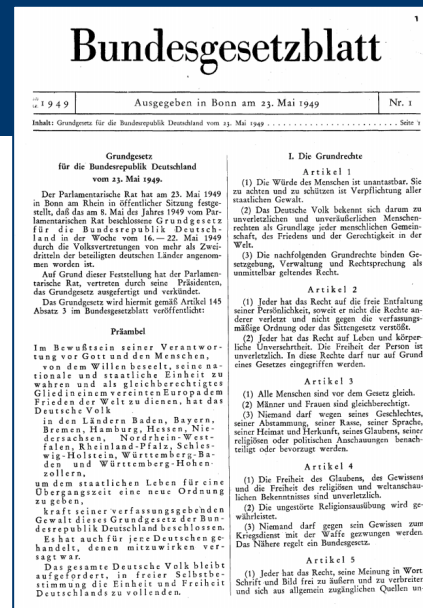 1
Bundesgesetzblatt
1949
Ausgegeben in Bonn am 23. Mai 1949
Nr. 1
Inhalt: Grundgesetz für die Bundesrepublik Deutschland vom 23. Mai 1949 . . . . . . . . . . . . . . . . . . . . . . . . . Seite 1
Grundgesetz
für die Bundesrepublik Deutschland
vom 23. Mai 1949.
Der Parlamentarische Rat hat am 23. Mai 1949
in Bonn am Rhein in öffentlicher Sitzung festge-
stellt, daß das am 8. Mai des Jahres 1949 vom Par-
lamentarischen Rat beschlossene Grundgesetz
für die Bundesrepublik Deutsch-
land in der Woche vom 16.—22. Mai 1949
durch die Volksvertretungen von mehr als Zwei-
dritteln der beteiligten deutschen Länder angenom-
men worden ist.
Auf Grund dieser Feststellung hat der Parlamen-
tarische Rat, vertreten durch seine Präsidenten,
das Grundgesetz ausgefertigt und verkündet.
Das Grundgesetz wird hiermit gemäß Artikel 145
Absatz 3 im Bundesgesetzblatt veröffentlicht:
Präambel
Im Bewußtsein seiner Verantwor-
tung vor Gott und den Menschen,
von dem Willen beseelt, seine na-
tionale und staatliche Einheit zu
wahren und als gleichberechtigtes
Glied in einem vereinten Europa dem
Frieden der Welt zu dienen, hat das
Deutsche Volk
in den Ländern Baden, Bayern,
Bremen, Hamburg, Hessen, Nie-
dersachsen, Nordrhein-West-
falen, Rheinland-Pfalz, Schles-
wig-Holstein, Württemberg-Ba-
den und Württemberg-Hohen-
zollern,
um dem staatlichen Leben für eine
Übergangszeit eine neue Ordnung
zu geben,
kraft seiner verfassungsgebenden
Gewalt dieses Grundgesetz der Bun-
desrepublik Deutschland beschlossen.
Es hat auch für jene Deutschen ge-
handelt, denen mitzuwirken ver-
sagt war.
Das gesamte Deutsche Volk bleibt
aufgefordert, in freier Selbstbe-
stimmung die Einheit und Freiheit
Deutschlands zu vollenden.
I. Die Grundrechte
Artikel 1
(1) Die Würde des Menschen ist unantastbar. Sie
zu achten und zu schützen ist Verpflichtung aller
staatlichen Gewalt.
(2) Das Deutsche Volk bekennt sich darum zu
unverletzlichen und unveräußerlichen Menschen-
rechten als Grundlage jeder menschlichen Gemein-
schaft, des Friedens und der Gerechtigkeit in der
Welt.
(3) Die nachfolgenden Grundrechte binden Ge-
setzgebung, Verwaltung und Rechtsprechung als
unmittelbar geltendes Recht.
Artikel 2
(1) Jeder hat das Recht auf die freie Entfaltung
seiner Persönlichkeit, soweit er nicht die Rechte an-
derer verletzt und nicht gegen die verfassungs-
mäßige Ordnung oder das Sittengesetz verstößt.
(2) Jeder hat das Recht auf Leben und körper-
liche Unversehrtheit. Die Freiheit der Person ist
unverletzlich. In diese Rechte darf nur auf Grund
eines Gesetzes eingegriffen werden.
Artikel 3
(1) Alle Menschen sind vor dem Gesetz gleich.
(2) Männer und Frauen sind gleichberechtigt.
(3) Niemand darf wegen seines Geschlechtes,
seiner Abstammung, seiner Rasse, seiner Sprache,
seiner Heimat und Herkunft, seines Glaubens, seiner
religiösen oder politischen Anschauungen benach-
teiligt oder bevorzugt werden.
Artikel 4
(1) Die Freiheit des Glaubens, des Gewissens
und die Freiheit des religiösen und weltanschau-
lichen Bekenntnisses sind unverletzlich.
(2) Die ungestörte Religionsausübung wird ge-
währleistet.
(3) Niemand darf gegen sein Gewissen zum
Kriegsdienst mit der Waffe gezwungen werden.
Das Nähere regelt ein Bundesgesetz.
Artikel 5
(1) Jeder hat das Recht, seine Meinung in Wort
Schrift und Bild frei zu äußern und zu verbreiten
und sich aus allgemein zugänglichen Quellen un-